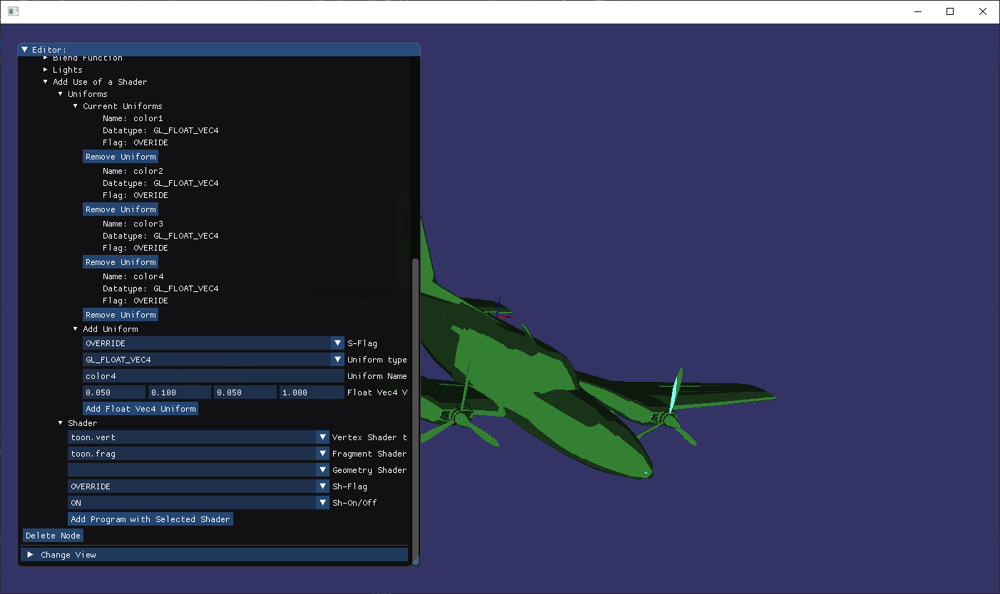 Editor:
Blend Function
Lights
Add Use of a Shader
Uniforms
Current Uniforms
Name: color1
Datatype: GL_FLOAT_VEC4
Flag: OVERIDE
Remove Uniform
Name: color2
Datatype: GL_FLOAT_VEC4
Flag: OVERIDE
Remove Uniform
Name: color3
Datatype: GL_FLOAT_VEC4
Flag: OVERIDE
Remove Uniform
Name: color4
Datatype: GL_FLOAT_VEC4
Flag: OVERIDE
Remove Uniform
Add Uniform
OVERRIDE S-Flag
GL_FLOAT_VEC4 Uniform type
color4 Uniform Name
0.050 0.100 0.050 1.000 Float Vec4 V
Add Float Vec4 Uniform
Shader
toon.vert Vertex Shader t
toon.frag Fragment Shader
Geometry Shader
OVERRIDE Sh-Flag
ON Sh-On/Off
Add Program with Selected Shader
Delete Node
Change View